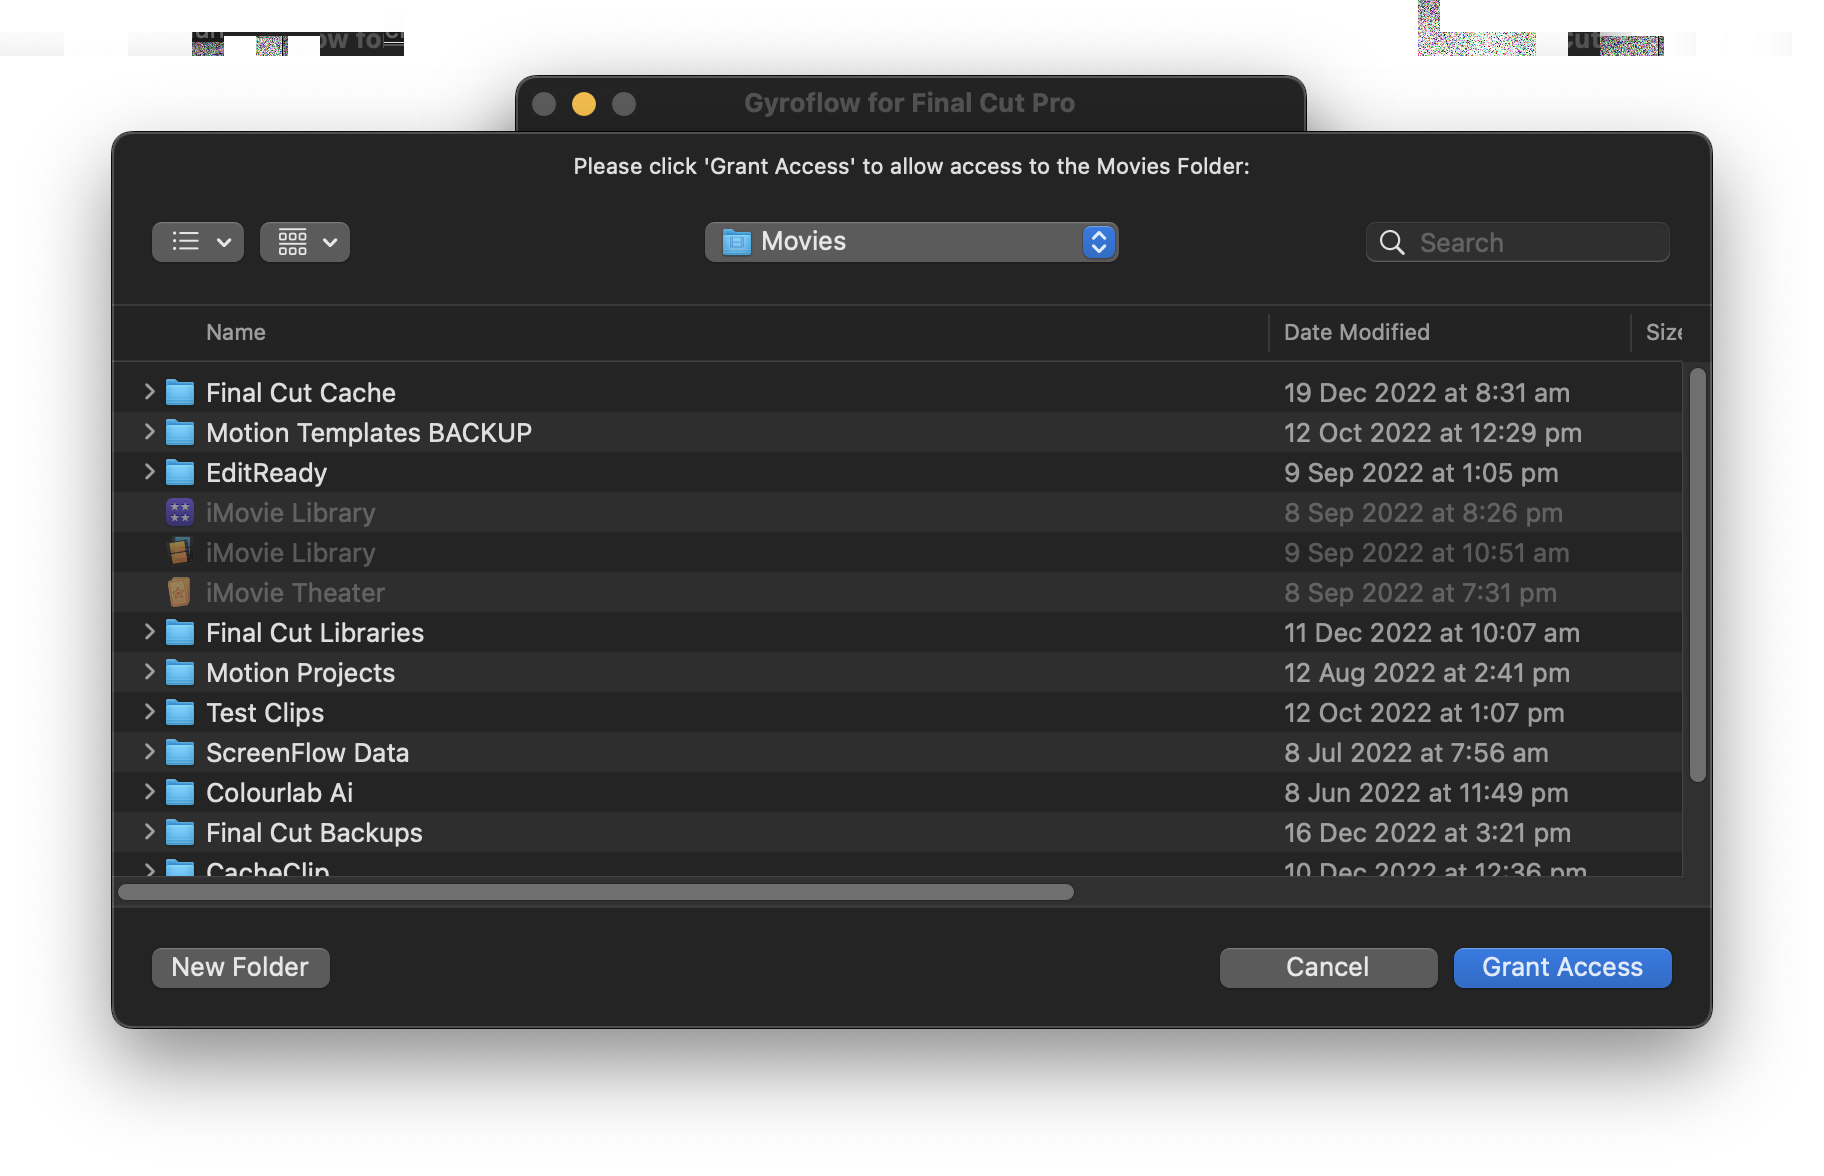 ow fo
cut
Gyroflow for Final Cut Pro
Please click 'Grant Access' to allow access to the Movies Folder:
Movies
Search
Name Date Modified Size
Final Cut Cache 19 Dec 2022 at 8:31 am
Motion Templates BACKUP 12 Oct 2022 at 12:29 pm
EditReady 9 Sep 2022 at 1:05 pm
iMovie Library 8 Sep 2022 at 8:26 pm
iMovie Library 9 Sep 2022 at 10:51 am
iMovie Theater 8 Sep 2022 at 7:31 pm
Final Cut Libraries 11 Dec 2022 at 10:07 am
Motion Projects 12 Aug 2022 at 2:41 pm
Test Clips 12 Oct 2022 at 1:07 pm
ScreenFlow Data 8 Jul 2022 at 7:56 am
Colourlab Ai 8 Jun 2022 at 11:49 pm
Final Cut Backups 16 Dec 2022 at 3:21 pm
CacheClip 10 Dec 2022 at 12:36 pm
New Folder Cancel Grant Access